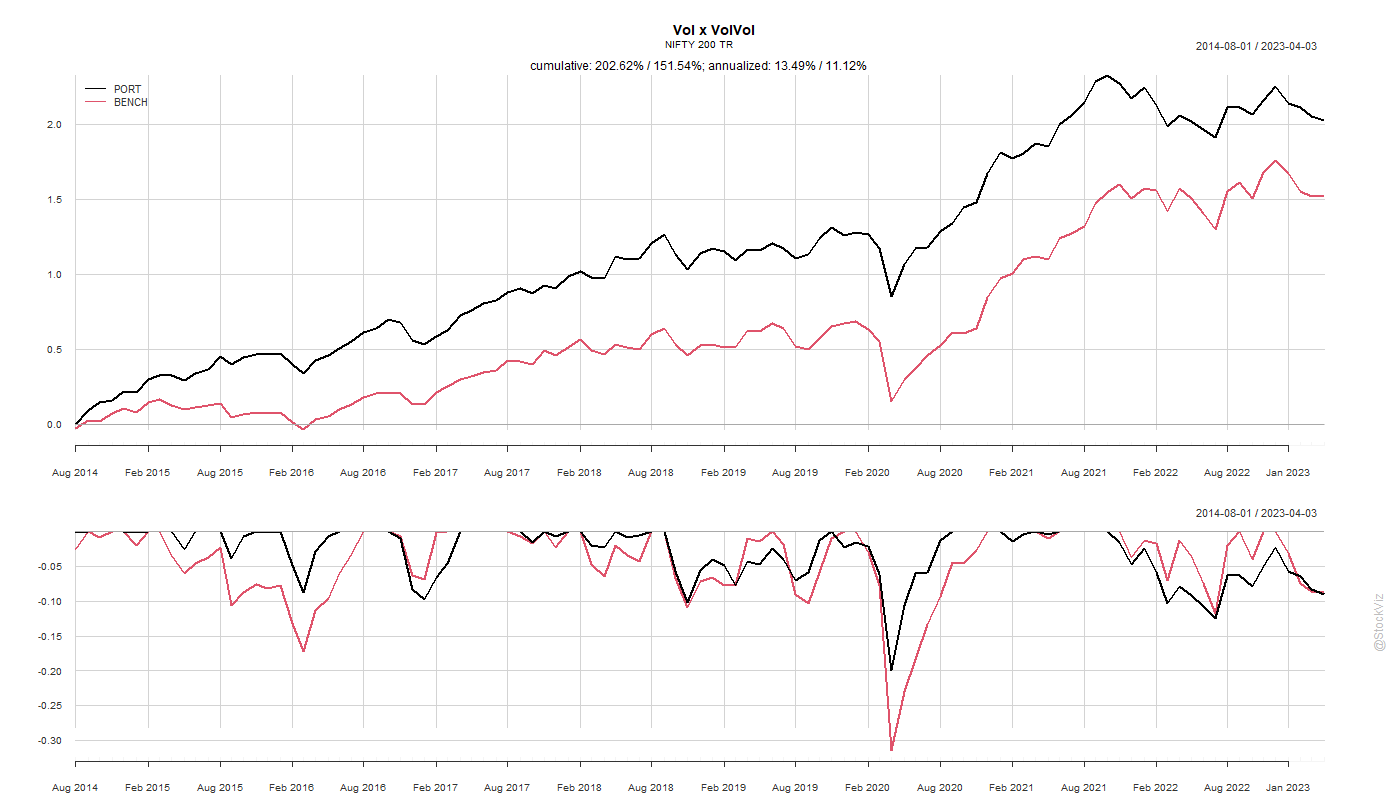 Vol x VolVol
NIFTY 200 TR
2014-08-01 / 2023-04-03
cumulative: 202.62% / 151.54%; annualized: 13.49% / 11.12%
PORT
BENCH
2.0
1.5
1.0
0.5
0.0
Aug 2014 Feb 2015 Aug 2015 Feb 2016 Aug 2016 Feb 2017 Aug 2017 Feb 2018 Aug 2018 Feb 2019 Aug 2019 Feb 2020 Aug 2020 Feb 2021 Aug 2021 Feb 2022 Aug 2022 Jan 2023
2014-08-01 / 2023-04-03
-0.05
-0.10
-0.15
-0.20
-0.25
-0.30
Aug 2014 Feb 2015 Aug 2015 Feb 2016 Aug 2016 Feb 2017 Aug 2017 Feb 2018 Aug 2018 Feb 2019 Aug 2019 Feb 2020 Aug 2020 Feb 2021 Aug 2021 Feb 2022 Aug 2022 Jan 2023
@StockViz